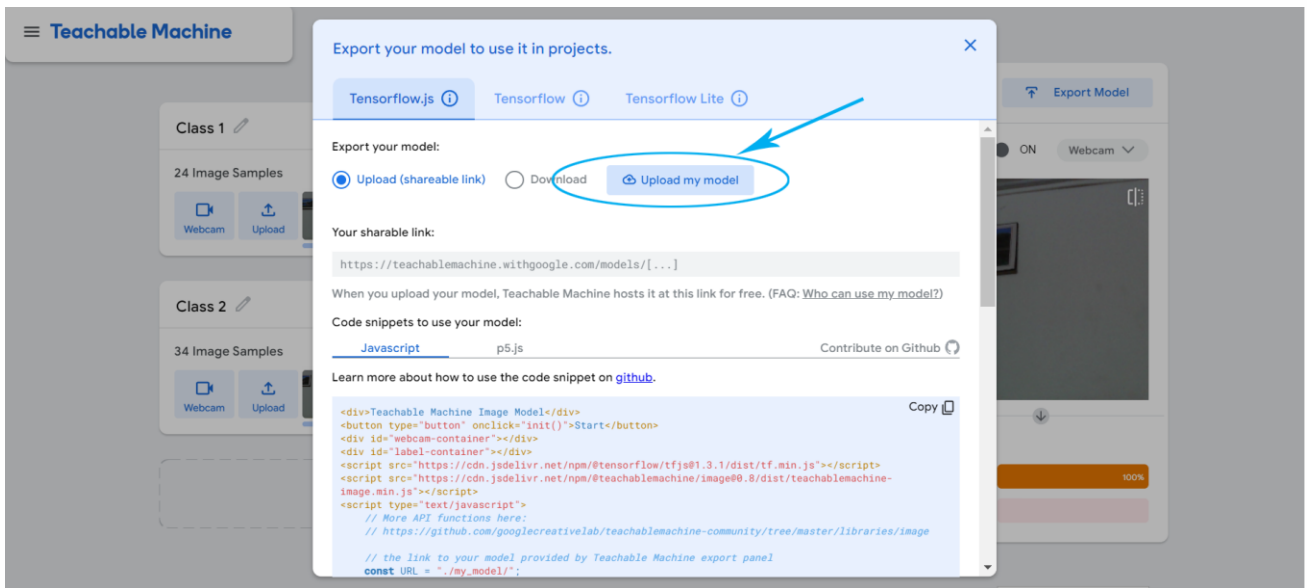 Teachable Machine
Export your model to use it in projects.
Tensorflow.js
Tensorflow
Tensorflow Lite
Export Model
Class 1
Export your model:
ON
Webcam
24 Image Samples
Upload (shareable link)
Download
Upload my model
Webcam
Upload
Your sharable link:
https://teachablemachine.withgoogle.com/models/[...]
When you upload your model, Teachable Machine hosts it at this link for free. (FAQ: Who can use my model?)
Class 2
Code snippets to use your model:
34 Image Samples
Javascript
p5.js
Contribute on Github
Learn more about how to use the code snippet on github.
Webcam
Upload
Copy
<div>Teachable Machine Image Model</div>
<button type="button" onclick="init()">Start</button>
<div id="webcam-container"></div>
<div id="label-container"></div>
<script src="https://cdn.jsdelivr.net/npm/@tensorflow/tfjs@1.3.1/dist/tf.min.js"></script>
<script src="https://cdn.jsdelivr.net/npm/@teachablemachine/image@0.8/dist/teachablemachine-
image.min.js"></script>
<script type="text/javascript">
// More API functions here:
// https://github.com/googlecreativelab/teachablemachine-community/tree/master/libraries/image
// the link to your model provided by Teachable Machine export panel
const URL = "./my_model/";
100%